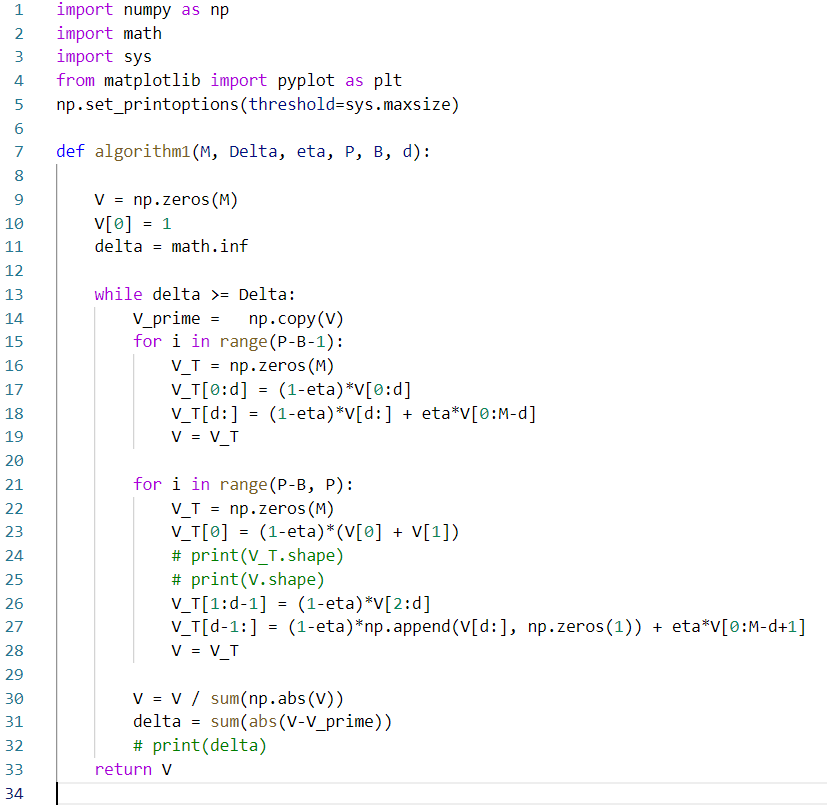 1 import numpy as np
2 import math
3 import sys
4 from matplotlib import pyplot as plt
5 np.set_printoptions(threshold=sys.maxsize)
6
7 def algorithm1(M, Delta, eta, P, B, d):
8
9     V = np.zeros(M)
10     V[0] = 1
11     delta = math.inf
12
13     while delta >= Delta:
14         V_prime =   np.copy(V)
15         for i in range(P-B-1):
16             V_T = np.zeros(M)
17             V_T[0:d] = (1-eta)*V[0:d]
18             V_T[d:] = (1-eta)*V[d:] + eta*V[0:M-d]
19             V = V_T
20
21         for i in range(P-B, P):
22             V_T = np.zeros(M)
23             V_T[0] = (1-eta)*(V[0] + V[1])
24             # print(V_T.shape)
25             # print(V.shape)
26             V_T[1:d-1] = (1-eta)*V[2:d]
27             V_T[d-1:] = (1-eta)*np.append(V[d:], np.zeros(1)) + eta*V[0:M-d+1]
28             V = V_T
29
30         V = V / sum(np.abs(V))
31         delta = sum(abs(V-V_prime))
32         # print(delta)
33     return V
34